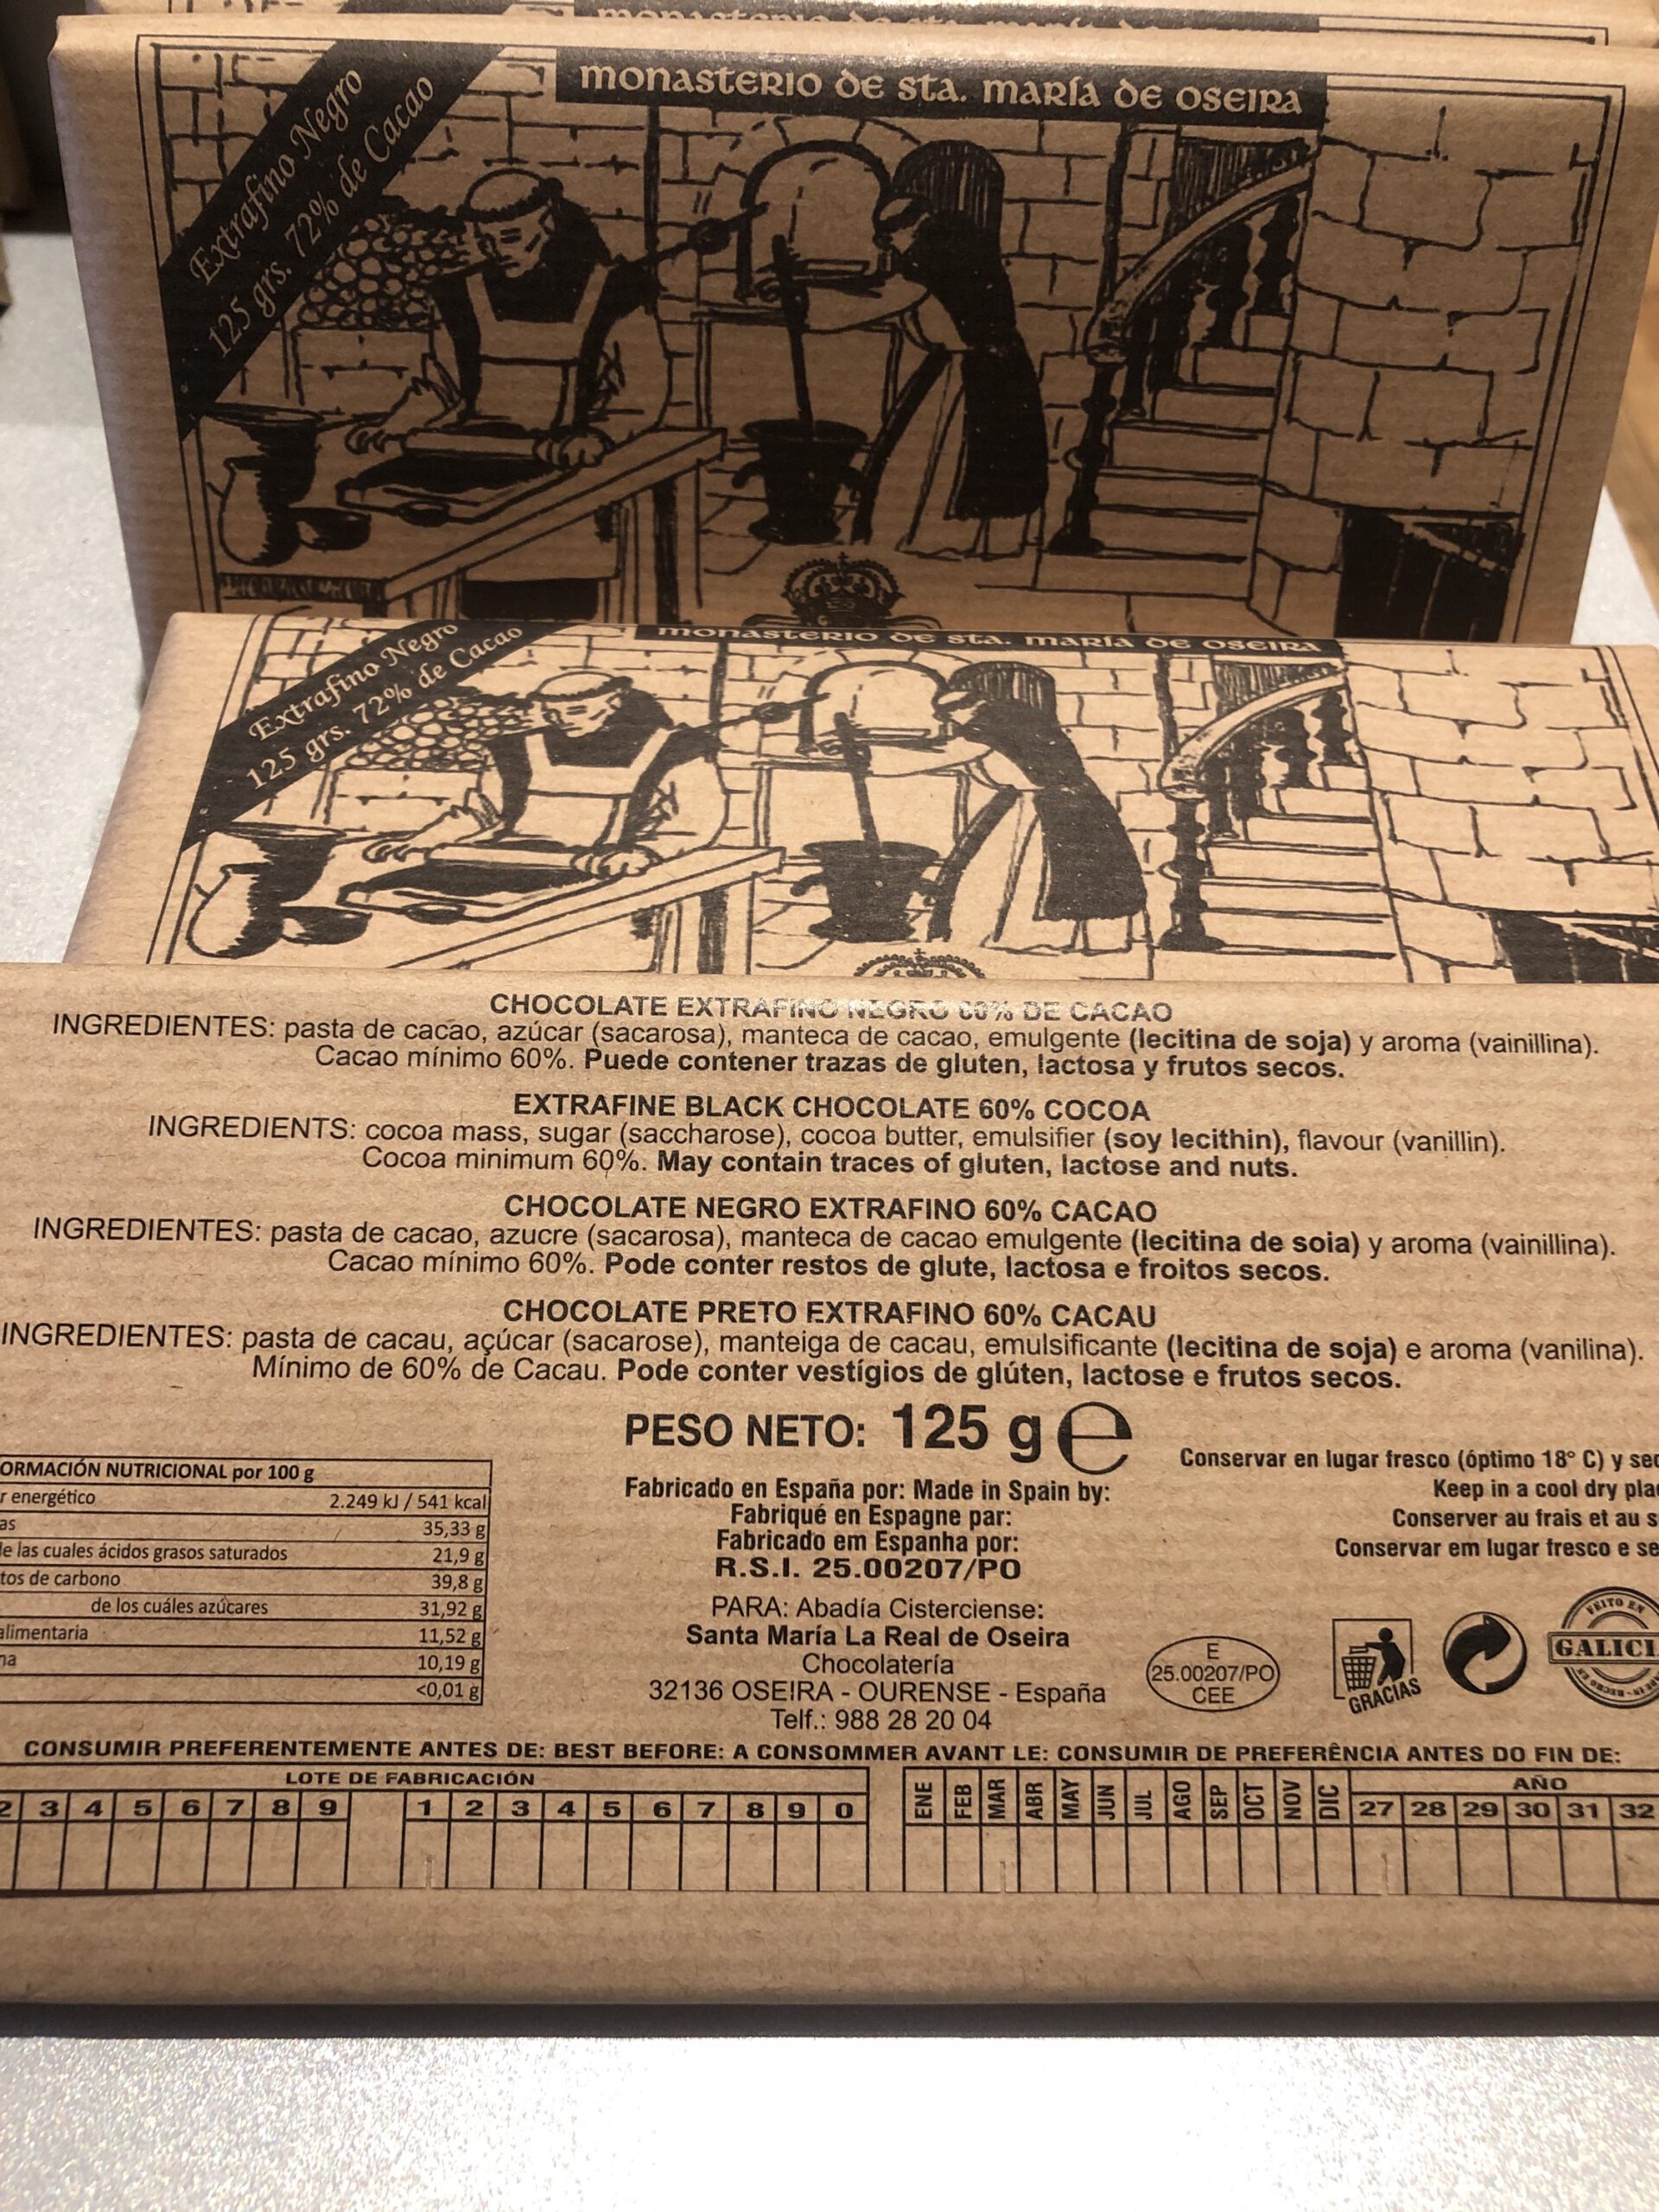 monasterio de sta. maría de
monasterio de sta. maría de oseira
Extrafino Negro
125 grs. 72% de Cacao
monasterio de sta. maría de oseira
Extrafino Negro
125 grs. 72% de Cacao
CHOCOLATE EXTRAFINO NEGRO 60% DE CACAO
INGREDIENTES: pasta de cacao, azúcar (sacarosa), manteca de cacao, emulgente (lecitina de soja) y aroma (vainillina).
Cacao mínimo 60%. Puede contener trazas de gluten, lactosa y frutos secos.
EXTRAFINE BLACK CHOCOLATE 60% COCOA
INGREDIENTS: cocoa mass, sugar (saccharose), cocoa butter, emulsifier (soy lecithin), flavour (vanillin).
Cocoa minimum 60%. May contain traces of gluten, lactose and nuts.
CHOCOLATE NEGRO EXTRAFINO 60% CACAO
INGREDIENTES: pasta de cacao, azucre (sacarosa), manteca de cacao emulgente (lecitina de soia) y aroma (vainillina).
Cacao mínimo 60%. Pode conter restos de glute, lactosa e froitos secos.
CHOCOLATE PRETO EXTRAFINO 60% CACAU
INGREDIENTES: pasta de cacau, açúcar (sacarose), manteiga de cacau, emulsificante (lecitina de soja) e aroma (vanilina).
Mínimo de 60% de Cacau. Pode conter vestígios de glúten, lactose e frutos secos.
PESO NETO: 125 g e
ORMACIÓN NUTRICIONAL por 100 g
r energético 2.249 kJ / 541 kcal
as 35,33 g
de las cuales ácidos grasos saturados 21,9 g
tos de carbono 39,8 g
de los cuáles azúcares 31,92 g
alimentaria 11,52 g
na 10,19 g
<0,01 g
Fabricado en España por: Made in Spain by:
Fabriqué en Espagne par:
Fabricado em Espanha por:
R.S.I. 25.00207/PO
PARA: Abadía Cisterciense:
Santa María La Real de Oseira
Chocolatería
32136 OSEIRA - OURENSE - España
Telf.: 988 28 20 04
Conservar en lugar fresco (óptimo 18° C) y sec
Keep in a cool dry pla
Conserver au frais et au s
Conservar em lugar fresco e se
E
25.00207/PO
CEE
GRACIAS
FEITO EN
GALICI
CONSUMIR PREFERENTEMENTE ANTES DE: BEST BEFORE: A CONSOMMER AVANT LE: CONSUMIR DE PREFERÊNCIA ANTES DO FIN DE:
LOTE DE FABRICACIÓN
2 3 4 5 6 7 8 9 1 2 3 4 5 6 7 8 9 0
ENE FEB MAR ABR MAY JUN JUL AGO SEP OCT NOV DIC
AÑO
27 28 29 30 31 32